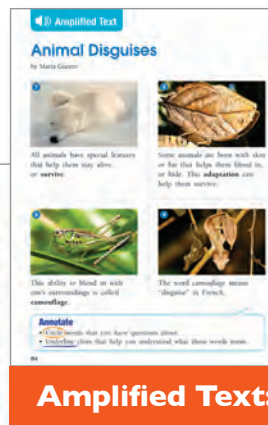 Amplified Text
Animal Disguises
by Maria Guzzo
1
2
All animals have special features
that help them stay alive,
or survive.
Some animals are born with skin
or fur that helps them blend in,
or hide. This adaptation can
help them survive.
3
4
This ability to blend in with
one's surroundings is called
camouflage.
The word camouflage means
"disguise" in French.
Annotate
• Circle words that you have questions about.
• Underline clues that help you understand what those words mean.
84
Amplified Text